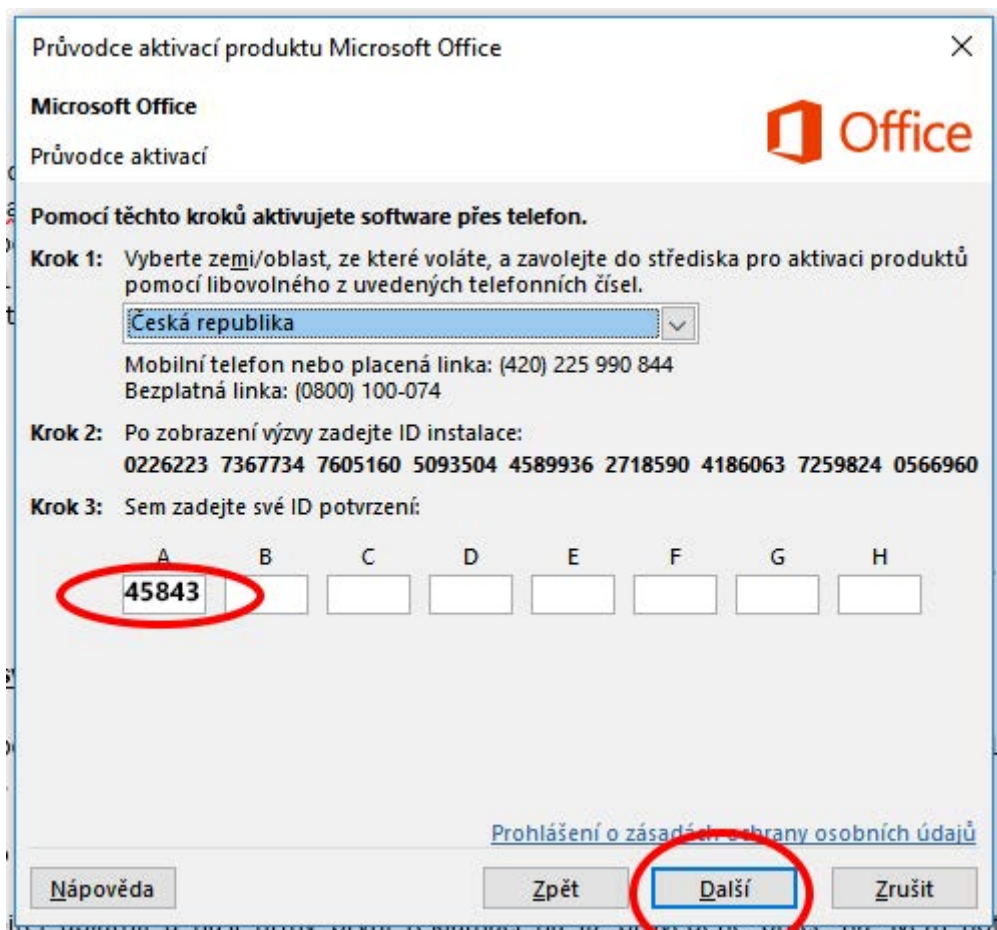 Průvodce aktivací produktu Microsoft Office
Microsoft Office
Office
Průvodce aktivací
Pomocí těchto kroků aktivujete software přes telefon.
Krok 1: Vyberte zemi/oblast, ze které voláte, a zavolejte do střediska pro aktivaci produktů
pomocí libovolného z uvedených telefonních čísel.
Česká republika
Mobilní telefon nebo placená linka: (420) 225 990 844
Bezplatná linka: (0800) 100-074
Krok 2: Po zobrazení výzvy zadejte ID instalace:
0226223 7367734 7605160 5093504 4589936 2718590 4186063 7259824 0566960
Krok 3: Sem zadejte své ID potvrzení:
A B C D E F G H
45843
Prohlášení o zásadách ochrany osobních údajů
Nápověda Zpět Další Zrušit